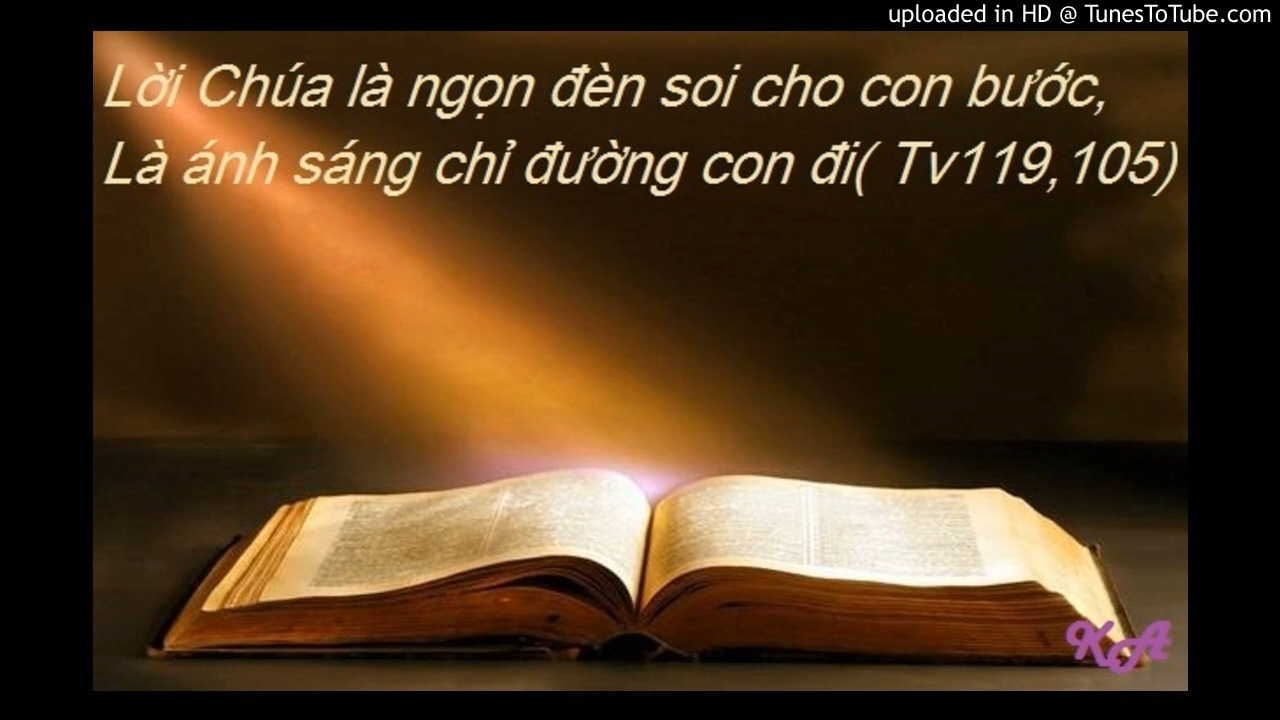 uploaded in HD @ TunesToTube.com
Lời Chúa là ngọn đèn soi cho con bước,
Là ánh sáng chỉ đường con đi( Tv119,105)
KA